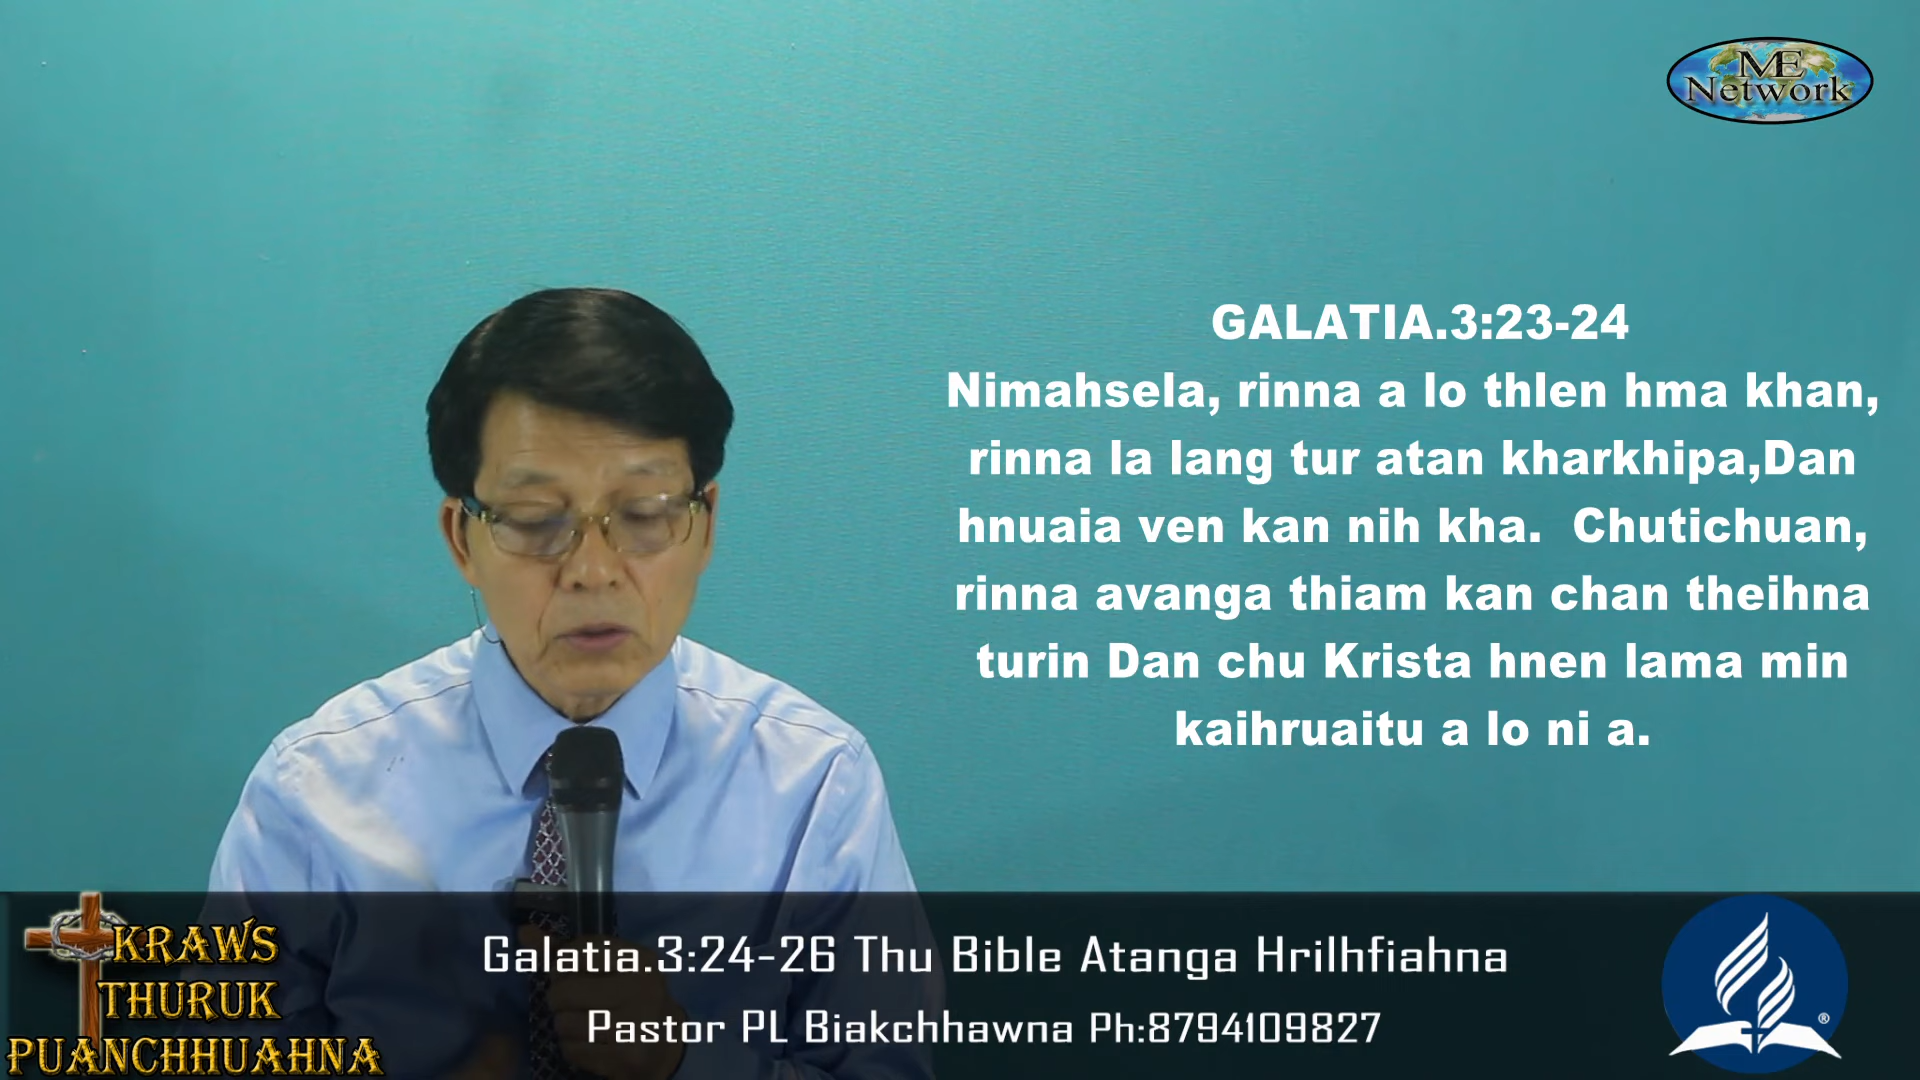 ME
Network
GALATIA.3:23-24
Nimahsela, rinna a lo thlen hma khan,
rinna la lang tur atan kharkhipa,Dan
hnuaia ven kan nih kha.  Chutichuan,
rinna avanga thiam kan chan theihna
turin Dan chu Krista hnen lama min
kaihruaitu a lo ni a.
KRAWS
THURUK
PUANCHHUAHNA
Galatia.3:24-26 Thu Bible Atanga Hrilhfiahna
Pastor PL Biakchhawna Ph:8794109827
®